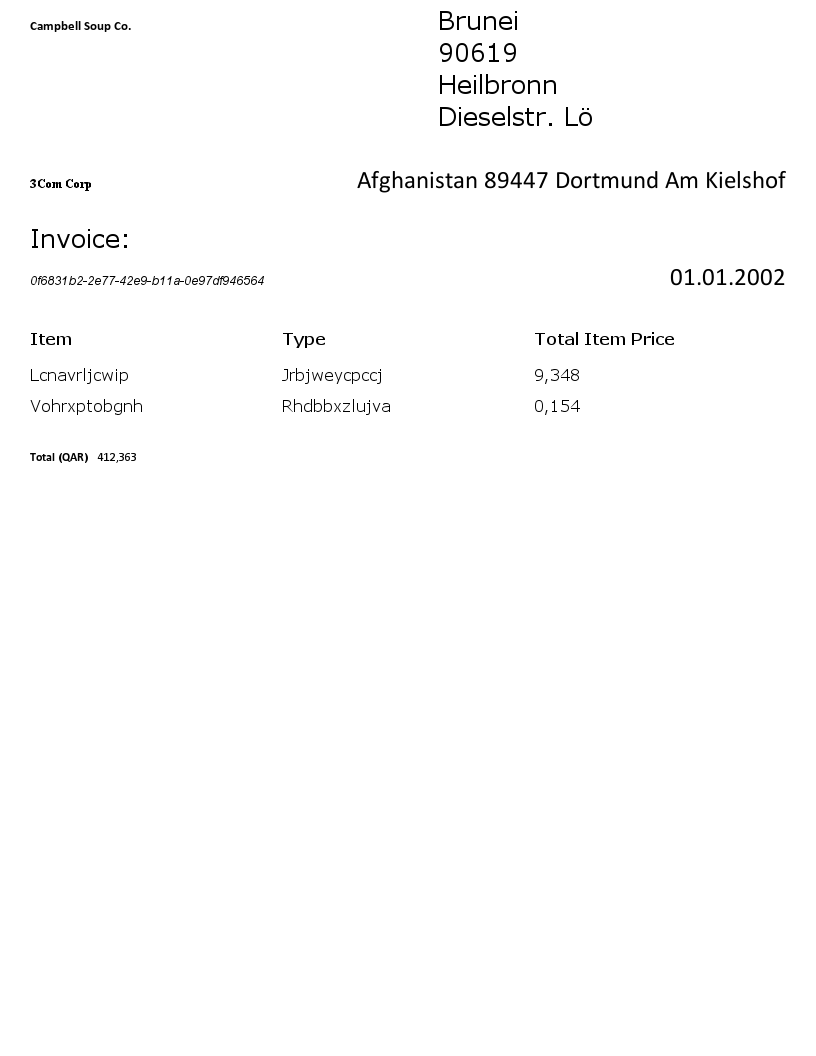 Campbell Soup Co.
Brunei
90619
Heilbronn
Dieselstr. Lö
3Com Corp
Afghanistan 89447 Dortmund Am Kielshof
Invoice:
0f6831b2-2e77-42e9-b11a-0e97df946564
01.01.2002
Item Type Total Item Price
Lcnavrljcwip Jrbjweycpccj 9,348
Vohrxptobgnh Rhdbbxzlujva 0,154
Total (QAR) 412,363